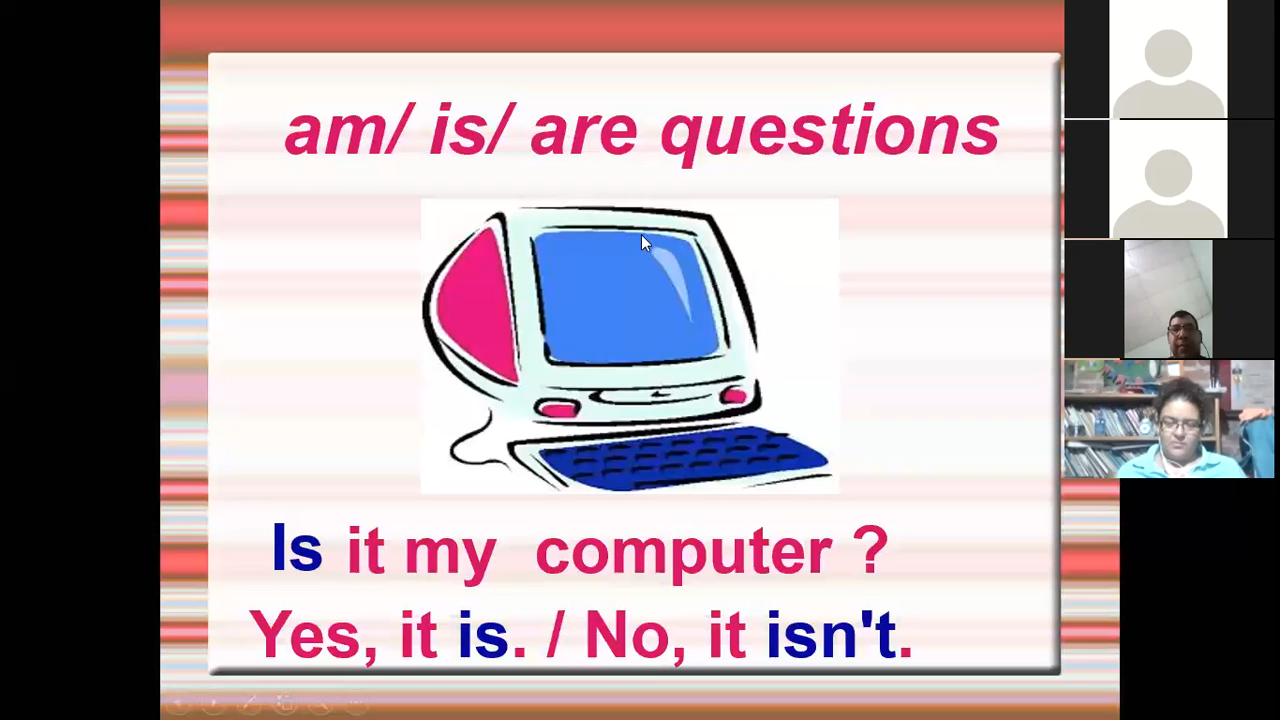 am/ is/ are questions
Is it my computer ?
Yes, it is. / No, it isn't.